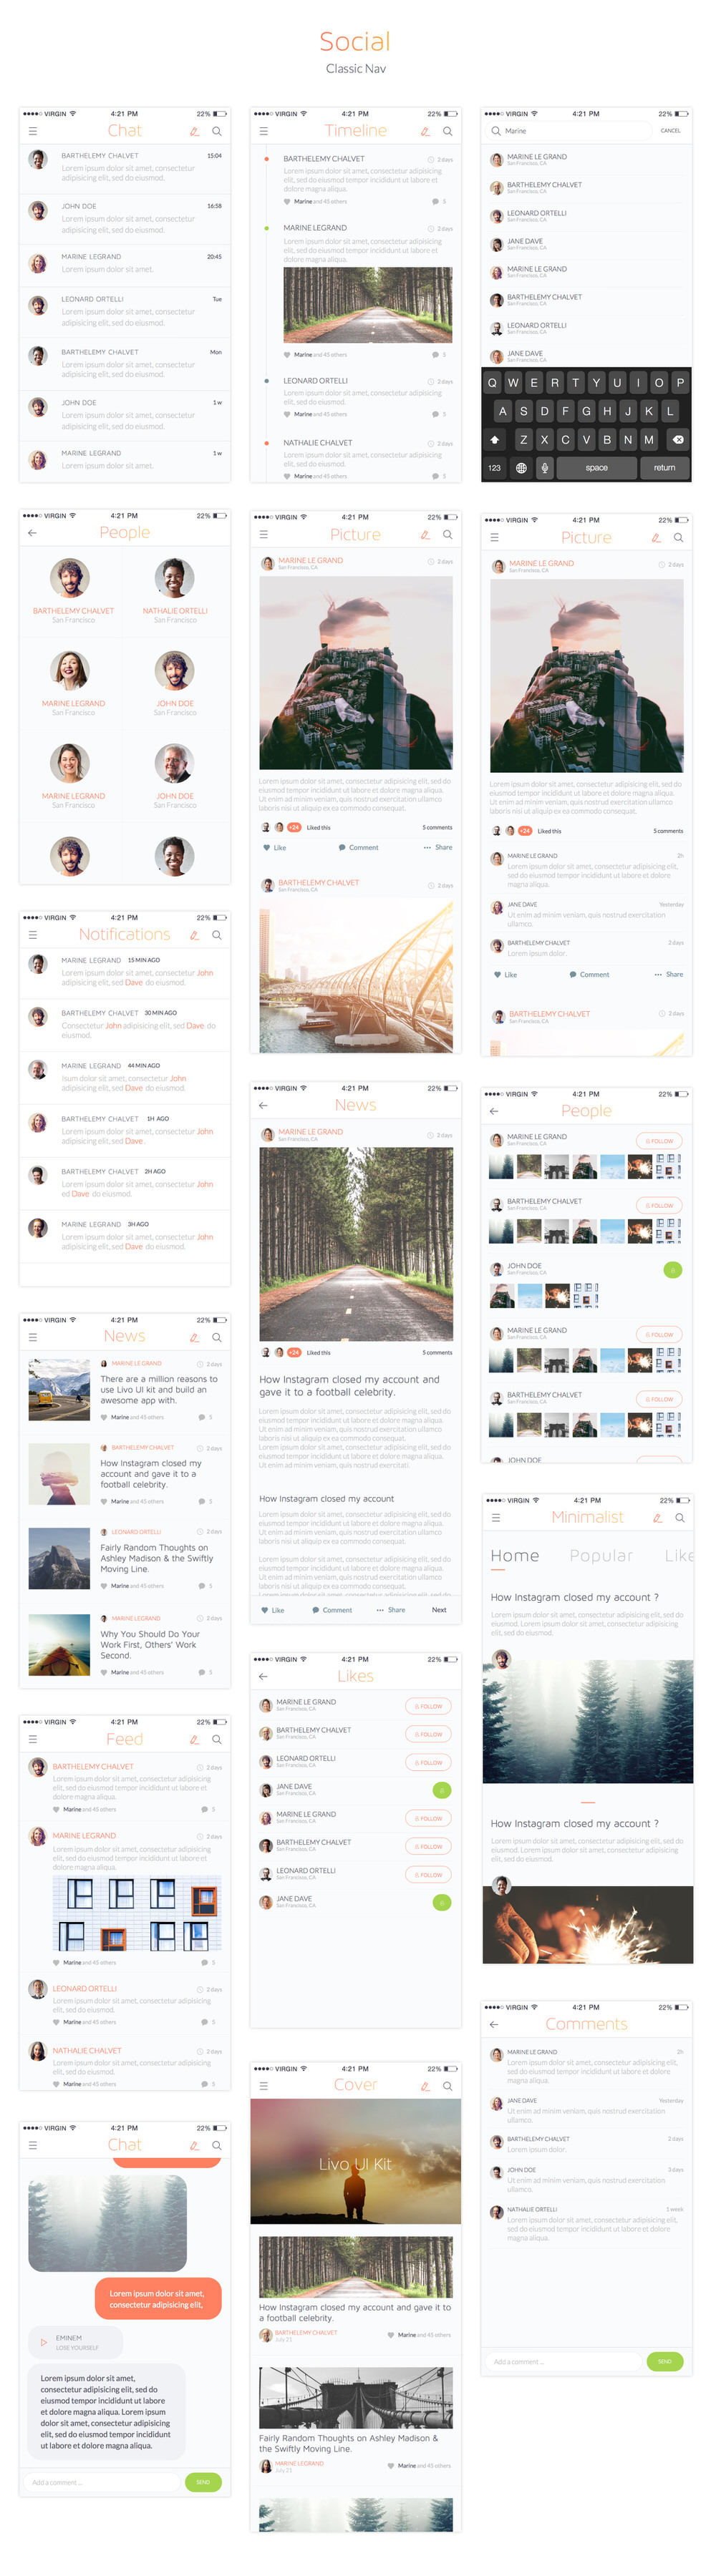 Social
Classic Nav
VIRGIN 4:21 PM 22%
Chat
BARTHELEMY CHALVET 15:04
Lorem ipsum dolor sit amet, consectetur
adipisicing elit, sed do eiusmod.
JOHN DOE 16:58
Lorem ipsum dolor sit amet, consectetur
adipisicing elit, sed do eiusmod.
MARINE LEGRAND 20:45
Lorem ipsum dolor sit amet.
LEONARD ORTELLI Tue
Lorem ipsum dolor sit amet, consectetur
adipisicing elit, sed do eiusmod.
BARTHELEMY CHALVET Mon
Lorem ipsum dolor sit amet, consectetur
adipisicing elit, sed do eiusmod.
JOHN DOE 1 w
Lorem ipsum dolor sit amet, consectetur
adipisicing elit, sed do eiusmod.
MARINE LEGRAND 1 w
Lorem ipsum dolor sit amet.
VIRGIN 4:21 PM 22%
People
BARTHELEMY CHALVET NATHALIE ORTELLI
San Francisco San Francisco
MARINE LEGRAND JOHN DOE
San Francisco San Francisco
MARINE LEGRAND JOHN DOE
San Francisco San Francisco
VIRGIN 4:21 PM 22%
Notifications
MARINE LEGRAND 15 MIN AGO
Lorem ipsum dolor sit amet, consectetur John
adipisicing elit, sed Dave do eiusmod.
BARTHELEMY CHALVET 30 MIN AGO
Consectetur John adipisicing elit, sed Dave do
eiusmod.
MARINE LEGRAND 44 MIN AGO
Isum dolor sit amet, consectetur John
adipisicing elit, sed Dave do eiusmod.
BARTHELEMY CHALVET 1H AGO
Lorem ipsum dolor sit amet, consectetur John
adipisicing elit, sed Dave.
BARTHELEMY CHALVET 2H AGO
Lorem ipsum dolor sit amet, consectetur John
ed Dave do eiusmod.
MARINE LEGRAND 3H AGO
Lorem ipsum dolor sit amet, consectetur John
adipisicing elit, sed Dave do eiusmod.
VIRGIN 4:21 PM 22%
News
MARINE LE GRAND 2 days
There are a million reasons to
use Livo UI kit and build an
awesome app with.
Marine and 45 others 5
BARTHELEMY CHALVET 2 days
How Instagram closed my
account and gave it to a
football celebrity.
Marine and 45 others 5
LEONARD ORTELLI 2 days
Fairly Random Thoughts on
Ashley Madison & the Swiftly
Moving Line.
Marine and 45 others 5
MARINE LEGRAND 2 days
Why You Should Do Your
Work First, Others' Work
Second.
Marine and 45 others 5
VIRGIN 4:21 PM 22%
Feed
BARTHELEMY CHALVET 2 days
Lorem ipsum dolor sit amet, consectetur adipisicing
elit, sed do eiusmod tempor incididunt ut labore et
dolore magna aliqua.
Marine and 45 others 5
MARINE LEGRAND 2 days
Lorem ipsum dolor sit amet, consectetur adipisicing
elit, sed do eiusmod tempor incididunt ut labore et
dolore magna aliqua.
Marine and 45 others 5
LEONARD ORTELLI 2 days
Lorem ipsum dolor sit amet, consectetur adipisicing
elit, sed do eiusmod.
Marine and 45 others 5
NATHALIE CHALVET 2 days
Lorem ipsum dolor sit amet, consectetur adipisicing
elit, sed do eiusmod.
Marine and 45 others 5
VIRGIN 4:21 PM 22%
Chat
Lorem ipsum dolor sit amet,
consectetur adipisicing elit,
EMINEM
LOSE YOURSELF
Lorem ipsum dolor sit amet,
consectetur adipisicing elit, sed do
eiusmod tempor incididunt ut labore
et dolore magna aliqua. Lorem ipsum
dolor sit amet, consectetur adipisicing
elit, sed do eiusmod tempor incididunt
ut labore et dolore magna aliqua.
Add a comment ... SEND
VIRGIN 4:21 PM 22%
Timeline
BARTHELEMY CHALVET 2 days
Lorem ipsum dolor sit amet, consectetur adipisicing
elit, sed do eiusmod tempor incididunt ut labore et
dolore magna aliqua.
Marine and 45 others 5
MARINE LEGRAND 2 days
Lorem ipsum dolor sit amet, consectetur adipisicing
elit, sed do eiusmod tempor incididunt ut labore et
dolore magna aliqua.
Marine and 45 others 5
LEONARD ORTELLI 2 days
Lorem ipsum dolor sit amet, consectetur adipisicing
elit, sed do eiusmod.
Marine and 45 others 5
NATHALIE CHALVET 2 days
Lorem ipsum dolor sit amet, consectetur adipisicing
elit, sed do eiusmod.
Marine and 45 others 5
VIRGIN 4:21 PM 22%
Picture
MARINE LE GRAND 2 days
San Francisco, CA
Lorem ipsum dolor sit amet, consectetur adipisicing elit, sed do
eiusmod tempor incididunt ut labore et dolore magna aliqua.
Ut enim ad minim veniam, quis nostrud exercitation ullamco
laboris nisi ut aliquip ex ea commodo consequat.
+24 Liked this 5 comments
Like Comment Share
BARTHELEMY CHALVET 2 days
San Francisco, CA
VIRGIN 4:21 PM 22%
News
MARINE LE GRAND 2 days
San Francisco, CA
+24 Liked this 5 comments
How Instagram closed my account and
gave it to a football celebrity.
Lorem ipsum dolor sit amet, consectetur adipisicing elit, sed do
eiusmod tempor incididunt ut labore et dolore magna aliqua.
Ut enim ad minim veniam, quis nostrud exercitation ullamco
laboris nisi ut aliquip ex ea commodo consequat.
Lorem ipsum dolor sit amet, consectetur adipisicing elit, sed do
eiusmod tempor incididunt ut labore et dolore magna aliqua.
Ut enim ad minim veniam, quis nostrud exercitati.
How Instagram closed my account
Lorem ipsum dolor sit amet, consectetur adipisicing elit, sed do
eiusmod tempor incididunt ut labore et dolore magna aliqua.
Ut enim ad minim veniam, quis nostrud exercitation ullamco
laboris nisi ut aliquip ex ea commodo consequat.
Lorem ipsum dolor sit amet, consectetur adipisicing elit, sed do
eiusmod tempor incididunt ut labore et dolore magna aliqua.
Ut enim ad minim veniam, quis nostrud exercitation ullamco
laboris nisi ut aliquip ex ea commodo consequat.
Like Comment Share Next
VIRGIN 4:21 PM 22%
Likes
MARINE LE GRAND FOLLOW
San Francisco, CA
BARTHELEMY CHALVET FOLLOW
San Francisco, CA
LEONARD ORTELLI FOLLOW
San Francisco, CA
JANE DAVE
San Francisco, CA
MARINE LE GRAND FOLLOW
San Francisco, CA
BARTHELEMY CHALVET FOLLOW
San Francisco, CA
LEONARD ORTELLI FOLLOW
San Francisco, CA
JANE DAVE
San Francisco, CA
VIRGIN 4:21 PM 22%
Cover
Livo UI Kit
How Instagram closed my account and gave it to
a football celebrity.
BARTHELEMY CHALVET Marine and 45 others
July 21
Fairly Random Thoughts on Ashley Madison &
the Swiftly Moving Line.
MARINE LEGRAND Marine and 45 others
July 21
VIRGIN 4:21 PM 22%
Marine CANCEL
MARINE LE GRAND
San Francisco, CA
BARTHELEMY CHALVET
San Francisco, CA
LEONARD ORTELLI
San Francisco, CA
JANE DAVE
San Francisco, CA
MARINE LE GRAND
San Francisco, CA
BARTHELEMY CHALVET
San Francisco, CA
LEONARD ORTELLI
San Francisco, CA
JANE DAVE
San Francisco, CA
Q W E R T Y U I O P
A S D F G H J K L
Z X C V B N M
123 space return
VIRGIN 4:21 PM 22%
Picture
MARINE LE GRAND 2 days
San Francisco, CA
Lorem ipsum dolor sit amet, consectetur adipisicing elit, sed do
eiusmod tempor incididunt ut labore et dolore magna aliqua.
Ut enim ad minim veniam, quis nostrud exercitation ullamco
laboris nisi ut aliquip ex ea commodo consequat.
+24 Liked this 5 comments
MARINE LE GRAND 2h
Lorem ipsum dolor sit amet, consectetur adipisicing elit,
sed do eiusmod tempor incididunt ut labore et dolore
magna aliqua.
JANE DAVE Yesterday
Ut enim ad minim veniam, quis nostrud exercitation
ullamco.
BARTHELEMY CHALVET 2 days
Lorem ipsum dolor.
Like Comment Share
BARTHELEMY CHALVET 2 days
San Francisco, CA
VIRGIN 4:21 PM 22%
People
MARINE LE GRAND FOLLOW
San Francisco, CA
BARTHELEMY CHALVET FOLLOW
San Francisco, CA
JOHN DOE
San Francisco, CA
MARINE LE GRAND FOLLOW
San Francisco, CA
BARTHELEMY CHALVET FOLLOW
San Francisco, CA
JOHN DOE
VIRGIN 4:21 PM 22%
Minimalist
Home Popular Like
How Instagram closed my account ?
Lorem ipsum dolor sit amet, consectetur adipisicing elit, sed do
elit, sed do eiusmod.
How Instagram closed my account ?
Lorem ipsum dolor sit amet, consectetur adipisicing elit, sed do
elit, sed do eiusmod.
VIRGIN 4:21 PM 22%
Comments
MARINE LE GRAND 2h
Lorem ipsum dolor sit amet, consectetur adipisicing elit,
sed do eiusmod tempor incididunt ut labore et dolore
magna aliqua.
JANE DAVE Yesterday
Ut enim ad minim veniam, quis nostrud exercitation
ullamco.
BARTHELEMY CHALVET 2 days
Lorem ipsum dolor.
JOHN DOE 3 days
Ut enim ad minim veniam, quis nostrud exercitation
ullamco.
NATHALIE ORTELLI 1 week
Lorem ipsum dolor sit amet, consectetur adipisicing elit,
sed do eiusmod tempor incididunt ut labore et dolore
magna aliqua.
Add a comment ... SEND